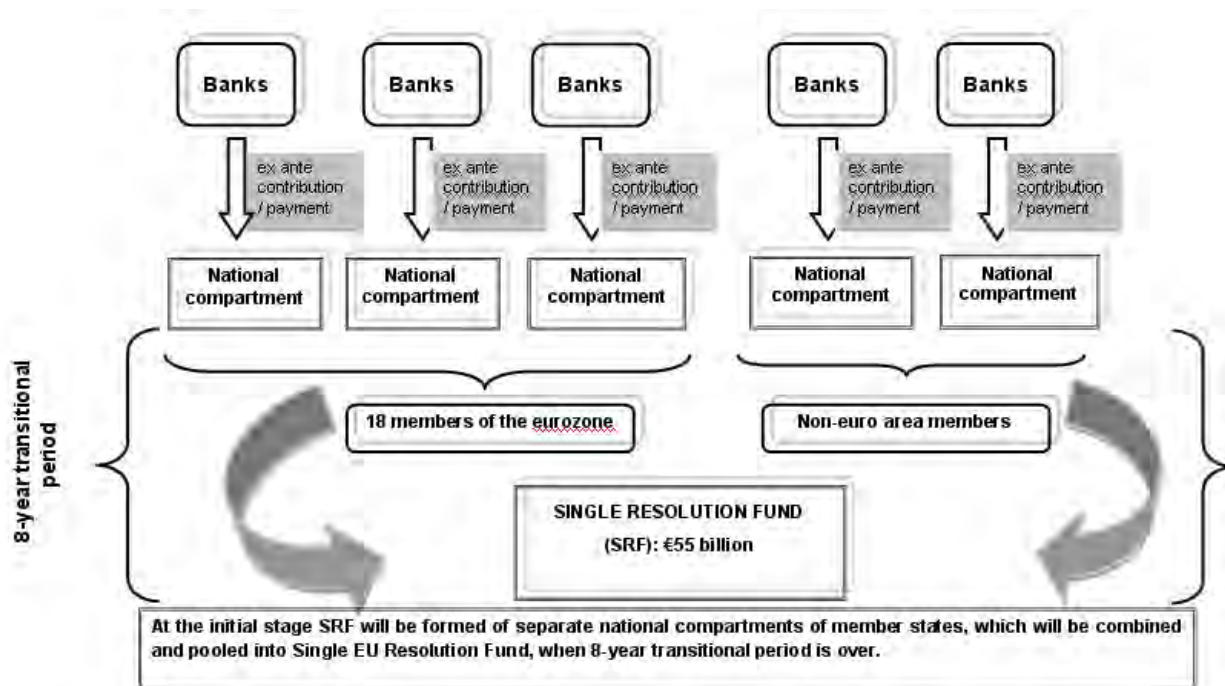 Banks
Banks
Banks
Banks
Banks
ex ante
contribution
/ payment
ex ante
contribution
/ payment
ex ante
contribution
/ payment
ex ante
contribution
/ payment
ex ante
contribution
/ payment
National
compartment
National
compartment
National
compartment
National
compartment
National
compartment
8-year transitional
period
18 members of the eurozone
Non-euro area members
SINGLE RESOLUTION FUND
(SRF): €55 billion
At the initial stage SRF will be formed of separate national compartments of member states, which will be combined
and pooled into Single EU Resolution Fund, when 8-year transitional period is over.